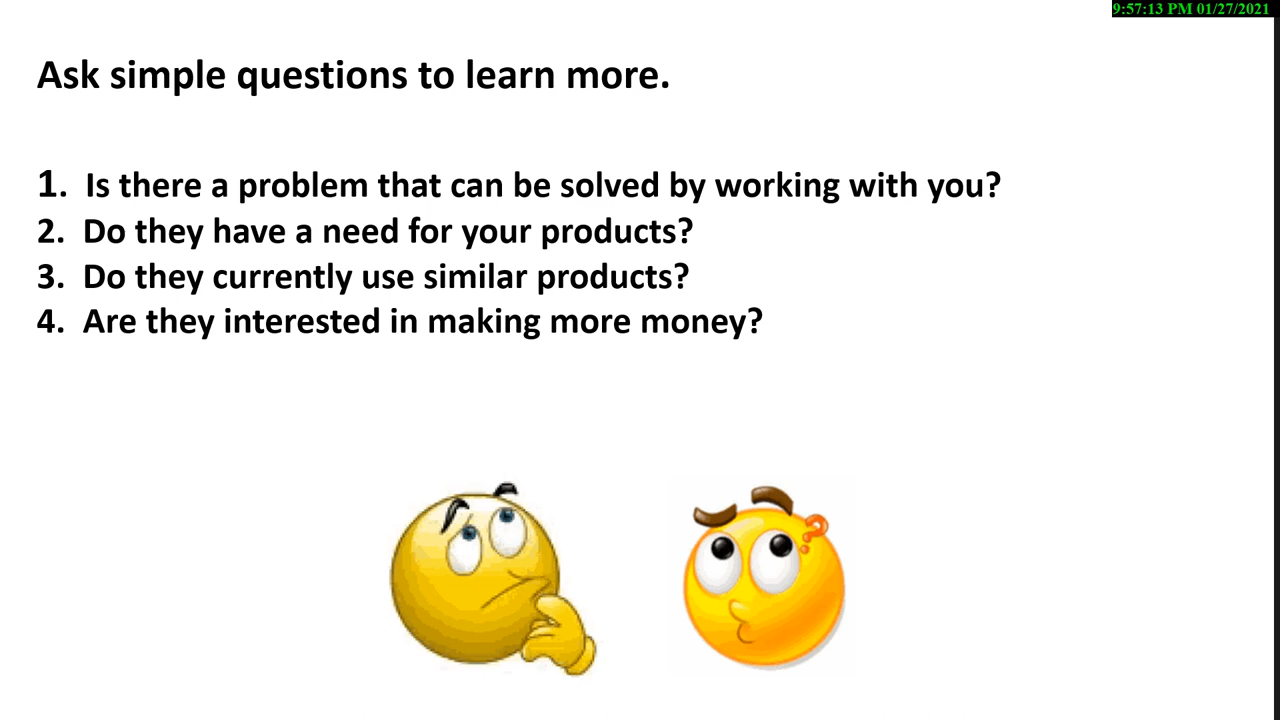 9:57:13 PM 01/27/2021
Ask simple questions to learn more.
1. Is there a problem that can be solved by working with you?
2. Do they have a need for your products?
3. Do they currently use similar products?
4. Are they interested in making more money?
?